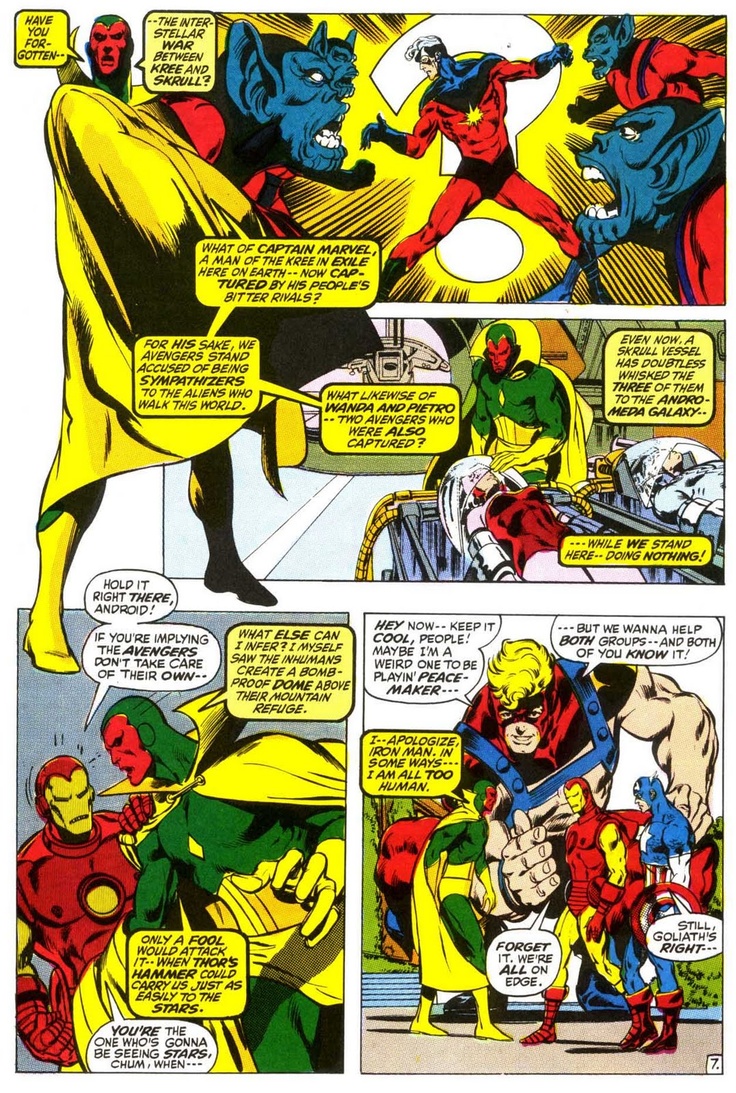 HAVE
YOU
FOR-
GOTTEN--
--THE INTER-
STELLAR
WAR
BETWEEN
KREE AND
SKRULL?
WHAT OF CAPTAIN MARVEL,
A MAN OF THE KREE IN EXILE
HERE ON EARTH-- NOW CAP-
TURED BY HIS PEOPLE'S
BITTER RIVALS?
FOR HIS SAKE, WE
AVENGERS STAND
ACCUSED OF BEING
SYMPATHIZERS
TO THE ALIENS WHO
WALK THIS WORLD.
WHAT LIKEWISE OF
WANDA AND PIETRO
-- TWO AVENGERS WHO
WERE ALSO
CAPTURED?
EVEN NOW, A
SKRULL VESSEL
HAS DOUBTLESS
WHISKED THE
THREE OF THEM
TO THE ANDRO-
MEDA GALAXY--
---WHILE WE STAND
HERE-- DOING NOTHING!
HOLD IT
RIGHT THERE,
ANDROID!
IF YOU'RE IMPLYING
THE AVENGERS
DON'T TAKE CARE
OF THEIR OWN--
WHAT ELSE CAN
I INFER? I MYSELF
SAW THE INHUMANS
CREATE A BOMB-
PROOF DOME ABOVE
THEIR MOUNTAIN
REFUGE.
ONLY A FOOL
WOULD ATTACK
IT-- WHEN THOR'S
HAMMER COULD
CARRY US JUST AS
EASILY TO THE
STARS.
YOU'RE THE
ONE WHO'S GONNA
BE SEEING STARS,
CHUM, WHEN---
HEY NOW-- KEEP IT
COOL, PEOPLE!
MAYBE I'M A
WEIRD ONE TO BE
PLAYIN' PEACE-
MAKER---
---BUT WE WANNA HELP
BOTH GROUPS-- AND BOTH
OF YOU KNOW IT!
I-- APOLOGIZE,
IRON MAN. IN
SOME WAYS---
I AM ALL TOO
HUMAN.
FORGET
IT. WE'RE
ALL ON
EDGE.
STILL,
GOLIATH'S
RIGHT---
7.